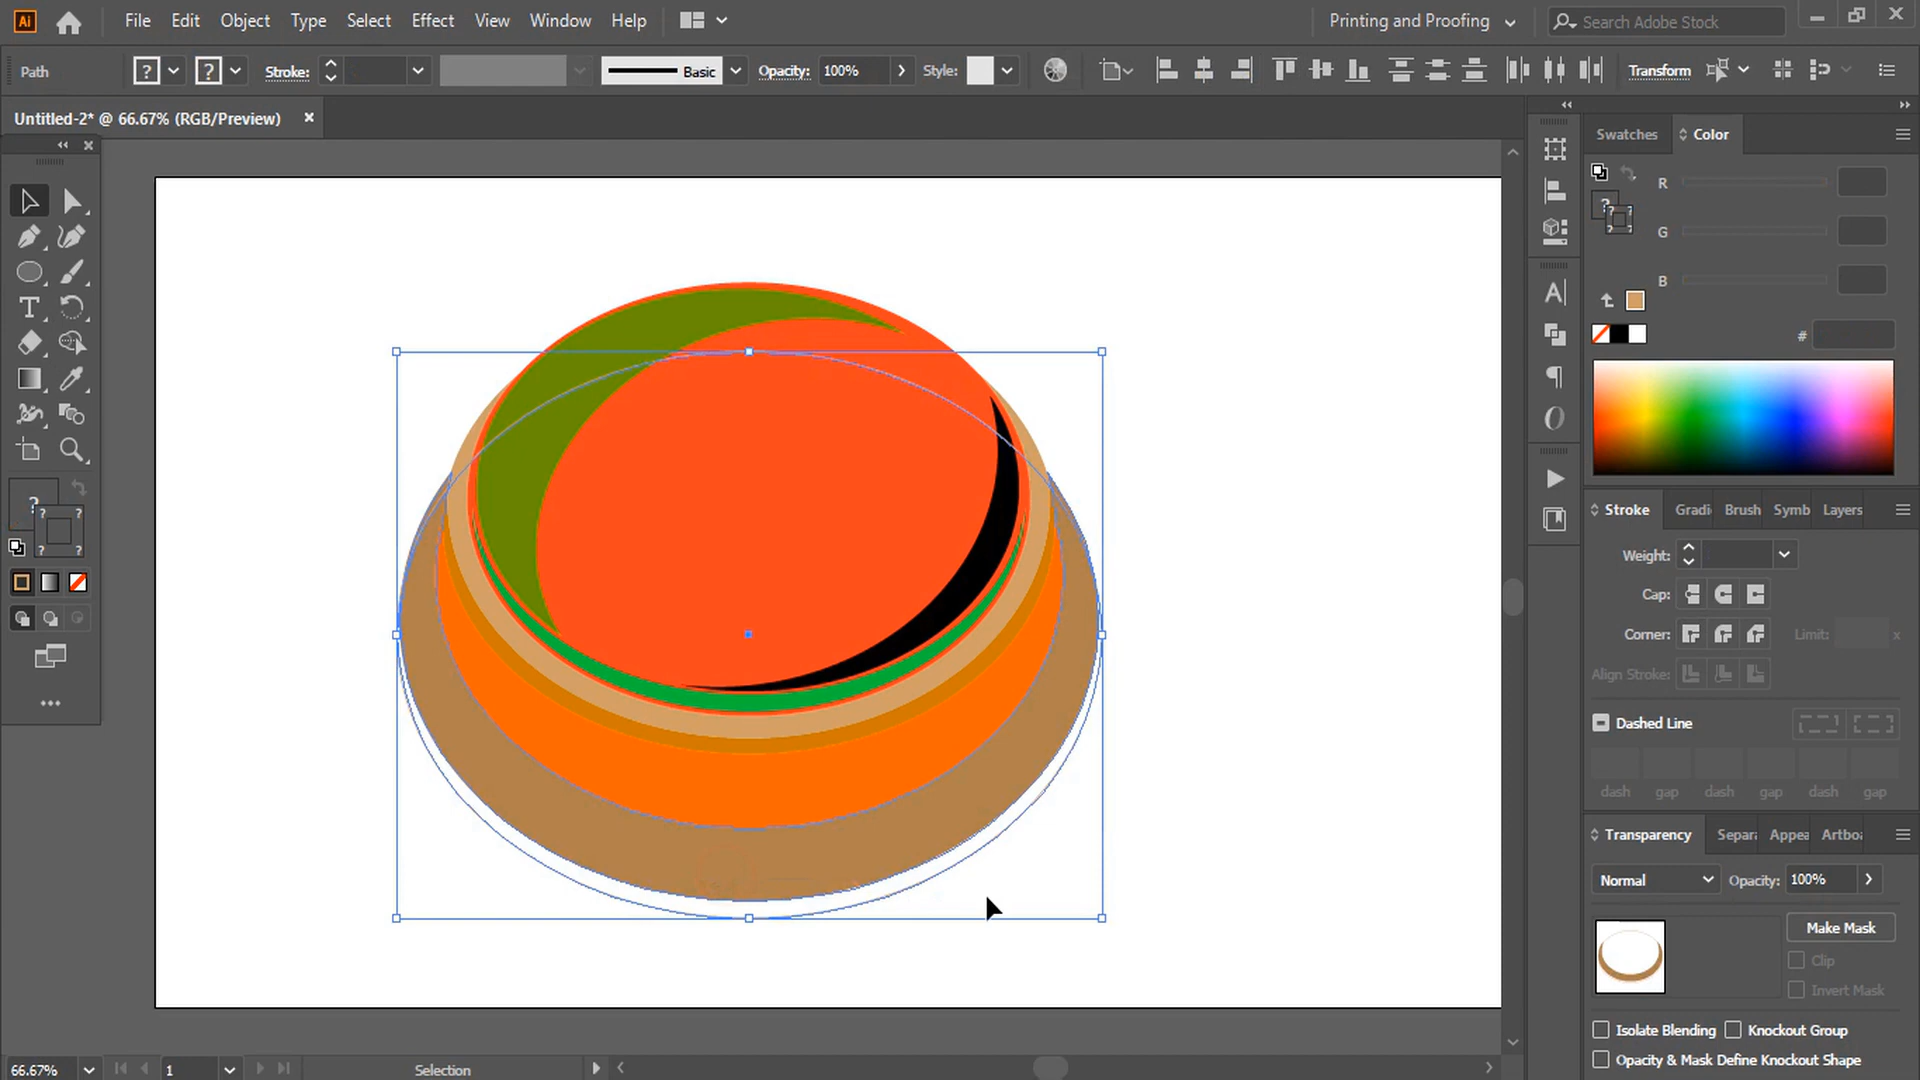 Ai File Edit Object Type Select Effect View Window Help Printing and Proofing Search Adobe Stock
Path ? ? Stroke: Basic Opacity: 100% Style: Transform
Untitled-2* @ 66.67% (RGB/Preview) ×
Swatches Color
R
G
B
#
Stroke Gradi Brush Symb Layers
Weight:
Cap:
Corner: Limit: x
Align Stroke:
Dashed Line
dash gap dash gap dash gap
Transparency Separa Appea Artboa
Normal Opacity: 100%
Make Mask
Clip
Invert Mask
Isolate Blending Knockout Group
Opacity & Mask Define Knockout Shape
66.67% 1 Selection